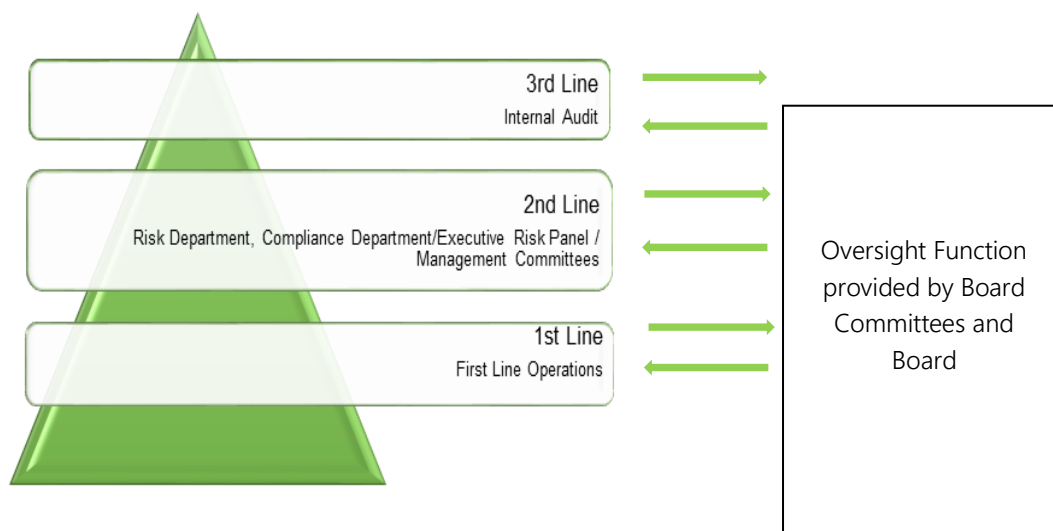 3rd Line
Internal Audit
2nd Line
Risk Department, Compliance Department/Executive Risk Panel /
Management Committees
1st Line
First Line Operations
Oversight Function
provided by Board
Committees and
Board